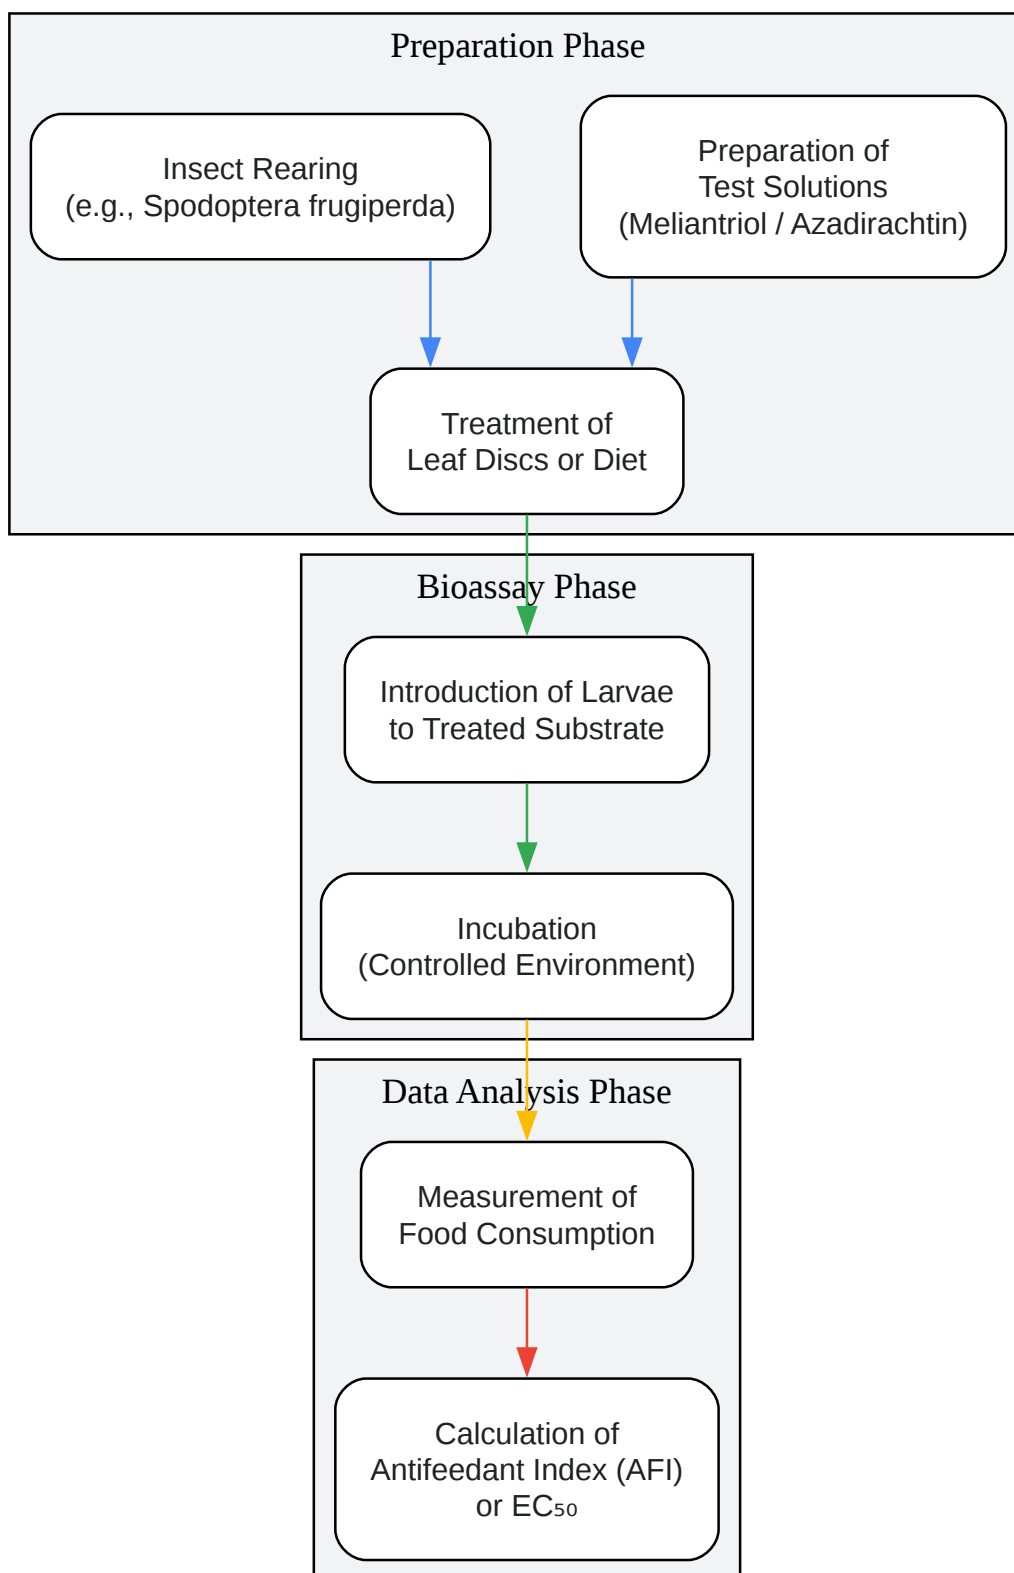 Preparation Phase
Insect Rearing
(e.g., Spodoptera frugiperda)
Preparation of
Test Solutions
(Meliantriol / Azadirachtin)
Treatment of
Leaf Discs or Diet
Bioassay Phase
Introduction of Larvae
to Treated Substrate
Incubation
(Controlled Environment)
Data Analysis Phase
Measurement of
Food Consumption
Calculation of
Antifeedant Index (AFI)
or EC₅₀